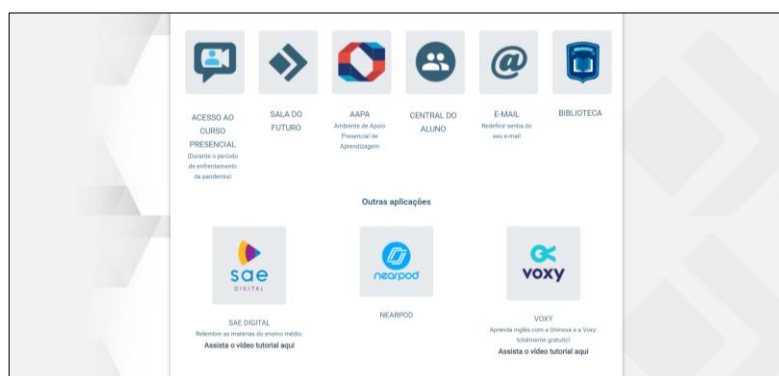 ACESSO AO
CURSO
PRESENCIAL
(Durante o período
de enfrentamento
da pandemia)
SALA DO
FUTURO
AAPA
Ambiente de Apoio
Presencial de
Aprendizagem
CENTRAL DO
ALUNO
@
E-MAIL
Redefinir senha do
seu e-mail
BIBLIOTECA
Outras aplicações
sae
DIGITAL
SAE DIGITAL
Relembre as matérias do ensino médio.
Assista o vídeo tutorial aqui
nearpod
NEARPOD
VOXY
VOXY
Aprenda inglês com a Uninove e a Voxy
totalmente gratuito!
Assista o vídeo tutorial aqui